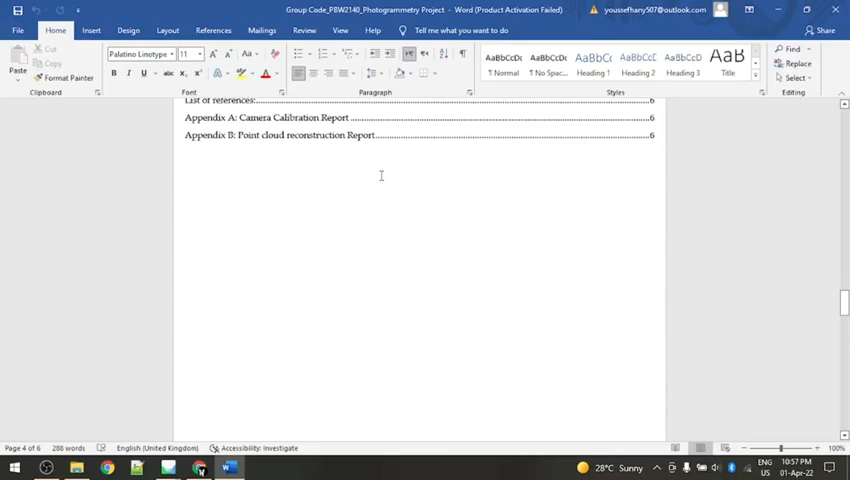 Group Code_PBW2140_Photogrammetry Project - Word (Product Activation Failed)
youssefhany507@outlook.com
File Home Insert Design Layout References Mailings Review View Help Tell me what you want to do Share
Paste
Cut
Copy
Format Painter
Clipboard
Palatino Linotype 11
Font
Paragraph
AaBbCc AaBbCc AaBbC AaBbCcD AaBbCcD AaB
¶ Normal ¶ No Spac... Heading 1 Heading 2 Heading 3 Title
Styles
Find
Replace
Select
Editing
List of references: 6
Appendix A: Camera Calibration Report 6
Appendix B: Point cloud reconstruction Report 6
Page 4 of 6 288 words English (United Kingdom) Accessibility: Investigate 100%
28°C Sunny
ENG
US
10:57 PM
01-Apr-22